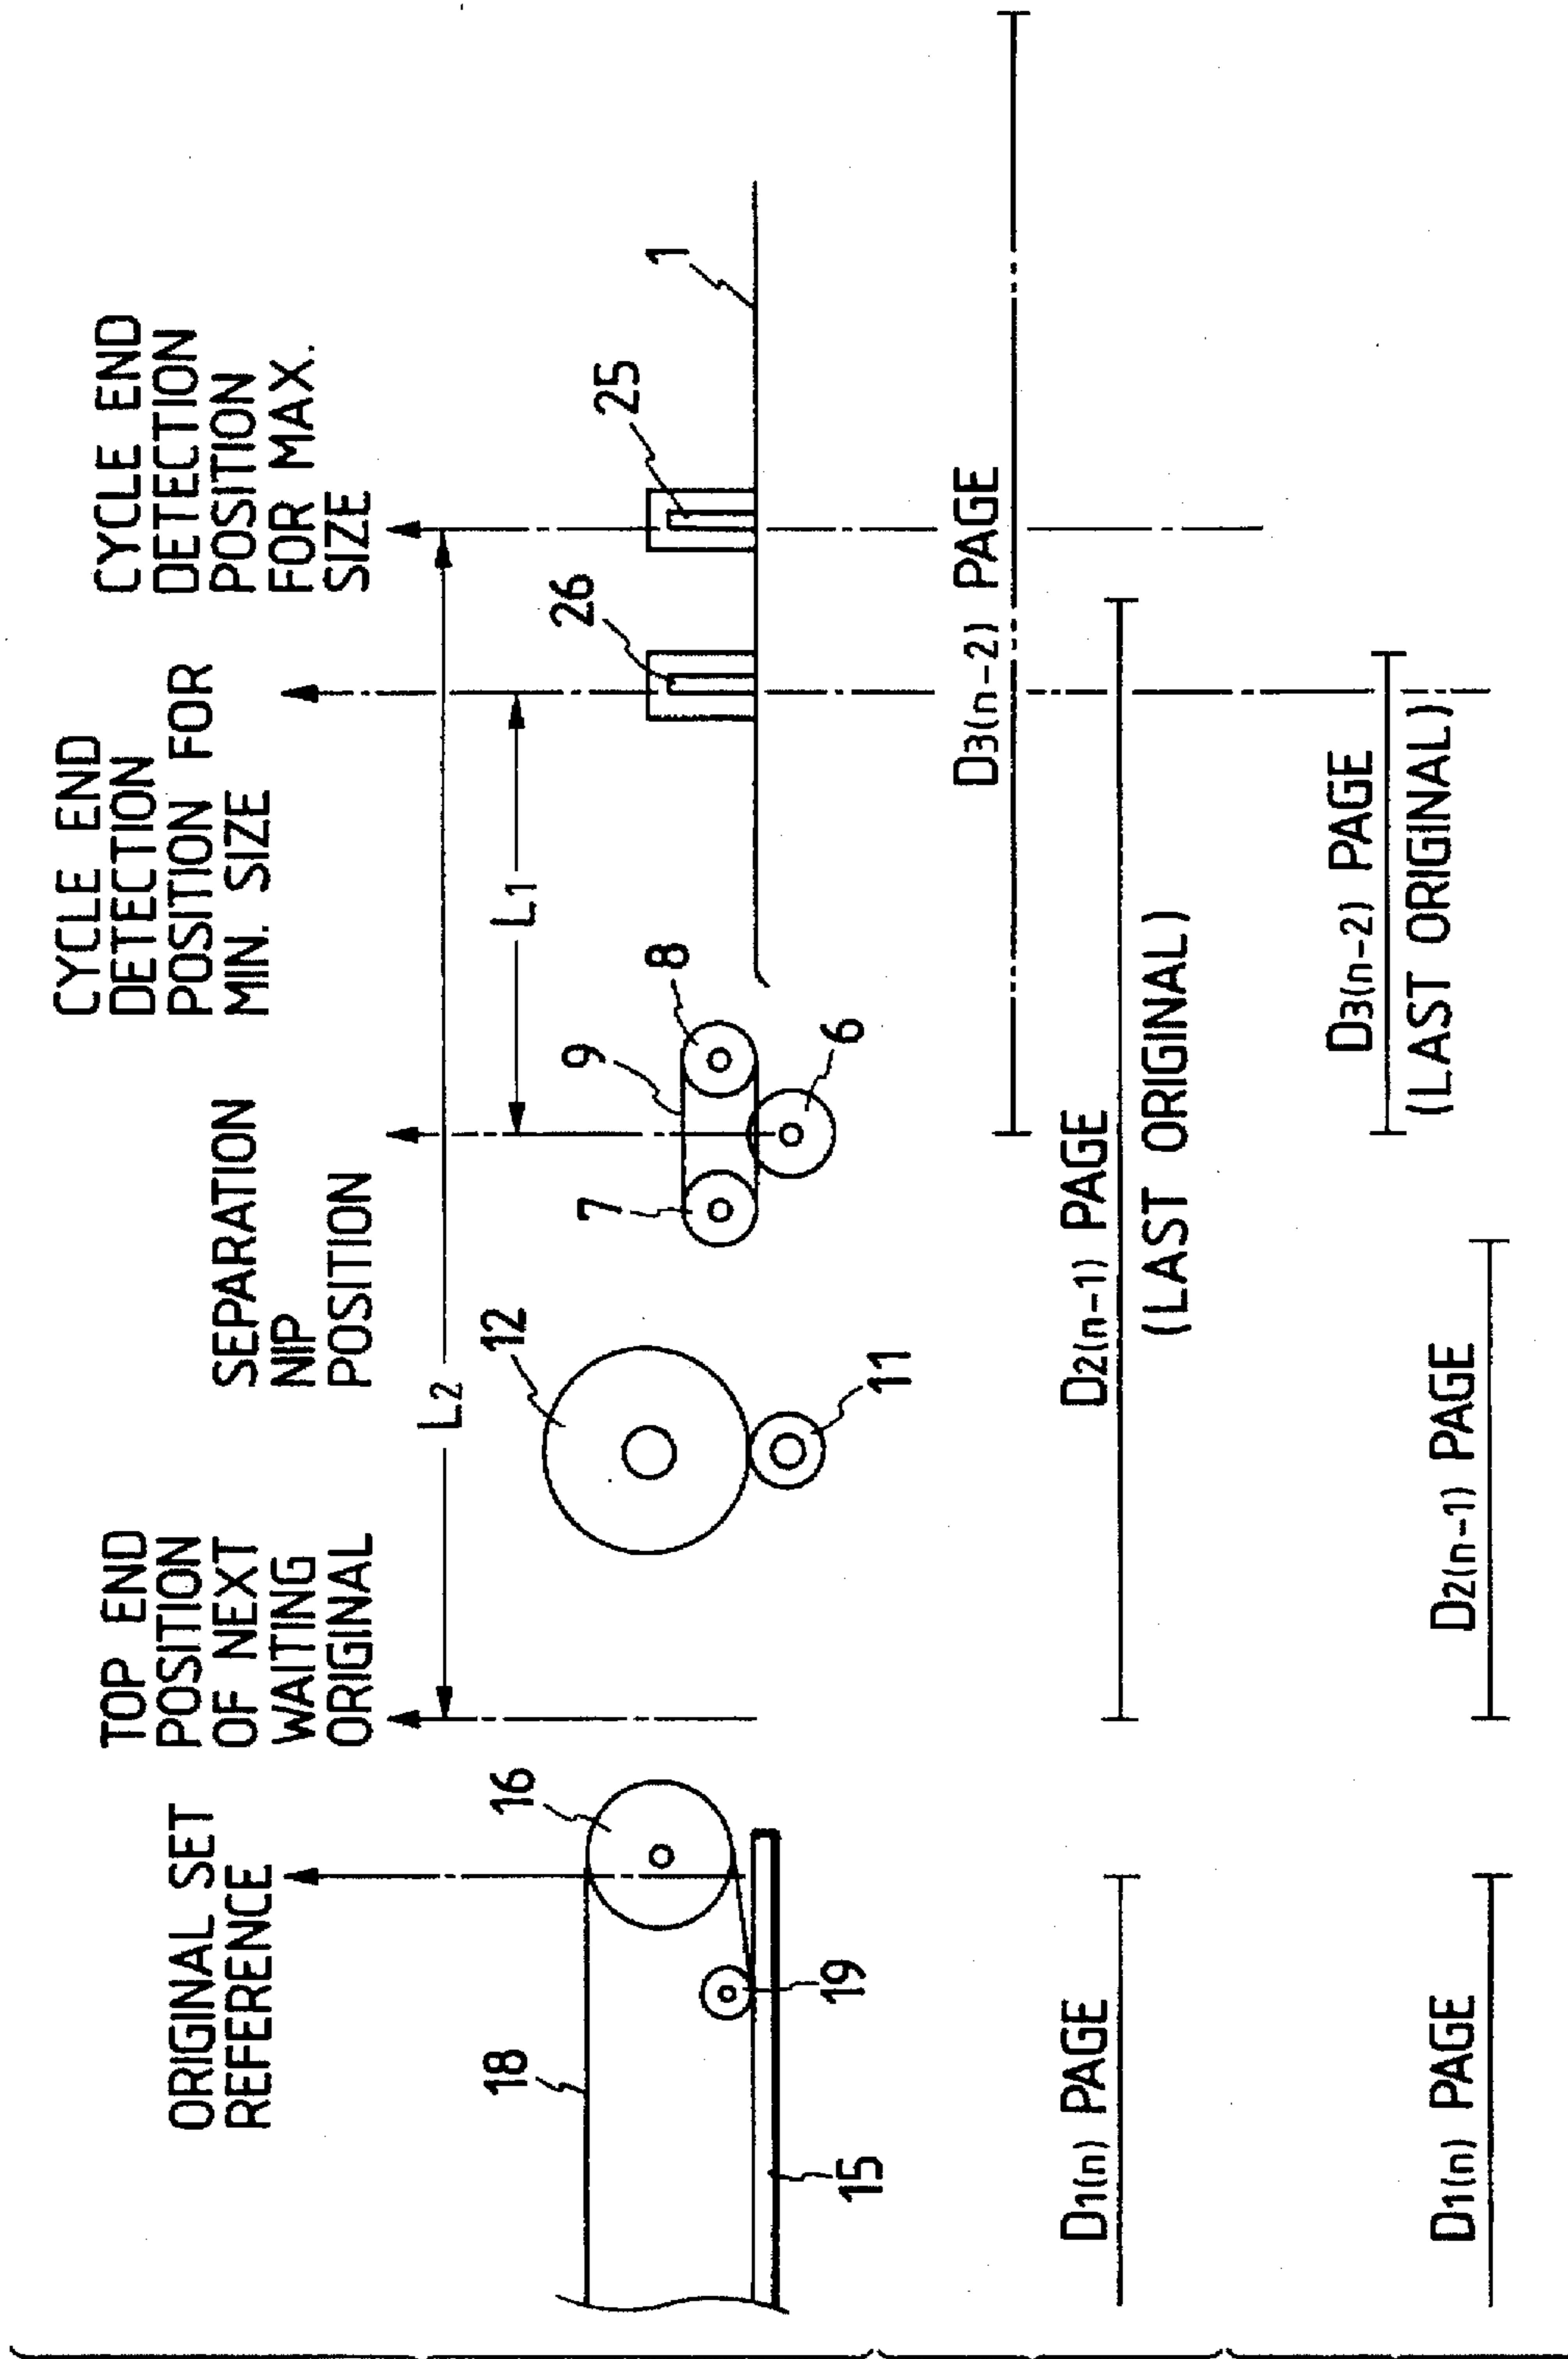 ORIGINAL SET
REFERENCE
TOP END
POSITION
OF NEXT
WAITING
ORIGINAL
SEPARATION
NIP
POSITION
CYCLE END
DETECTION
POSITION FOR
MIN. SIZE
CYCLE END
DETECTION
POSITION
FOR MAX.
SIZE
L2
L1
18
16
12
7
9
8
26
25
1
15
19
11
6
D3(n-2) PAGE
D1(n) PAGE
D2(n-1) PAGE
(LAST ORIGINAL)
D1(n) PAGE
D2(n-1) PAGE
D3(n-2) PAGE
(LAST ORIGINAL)